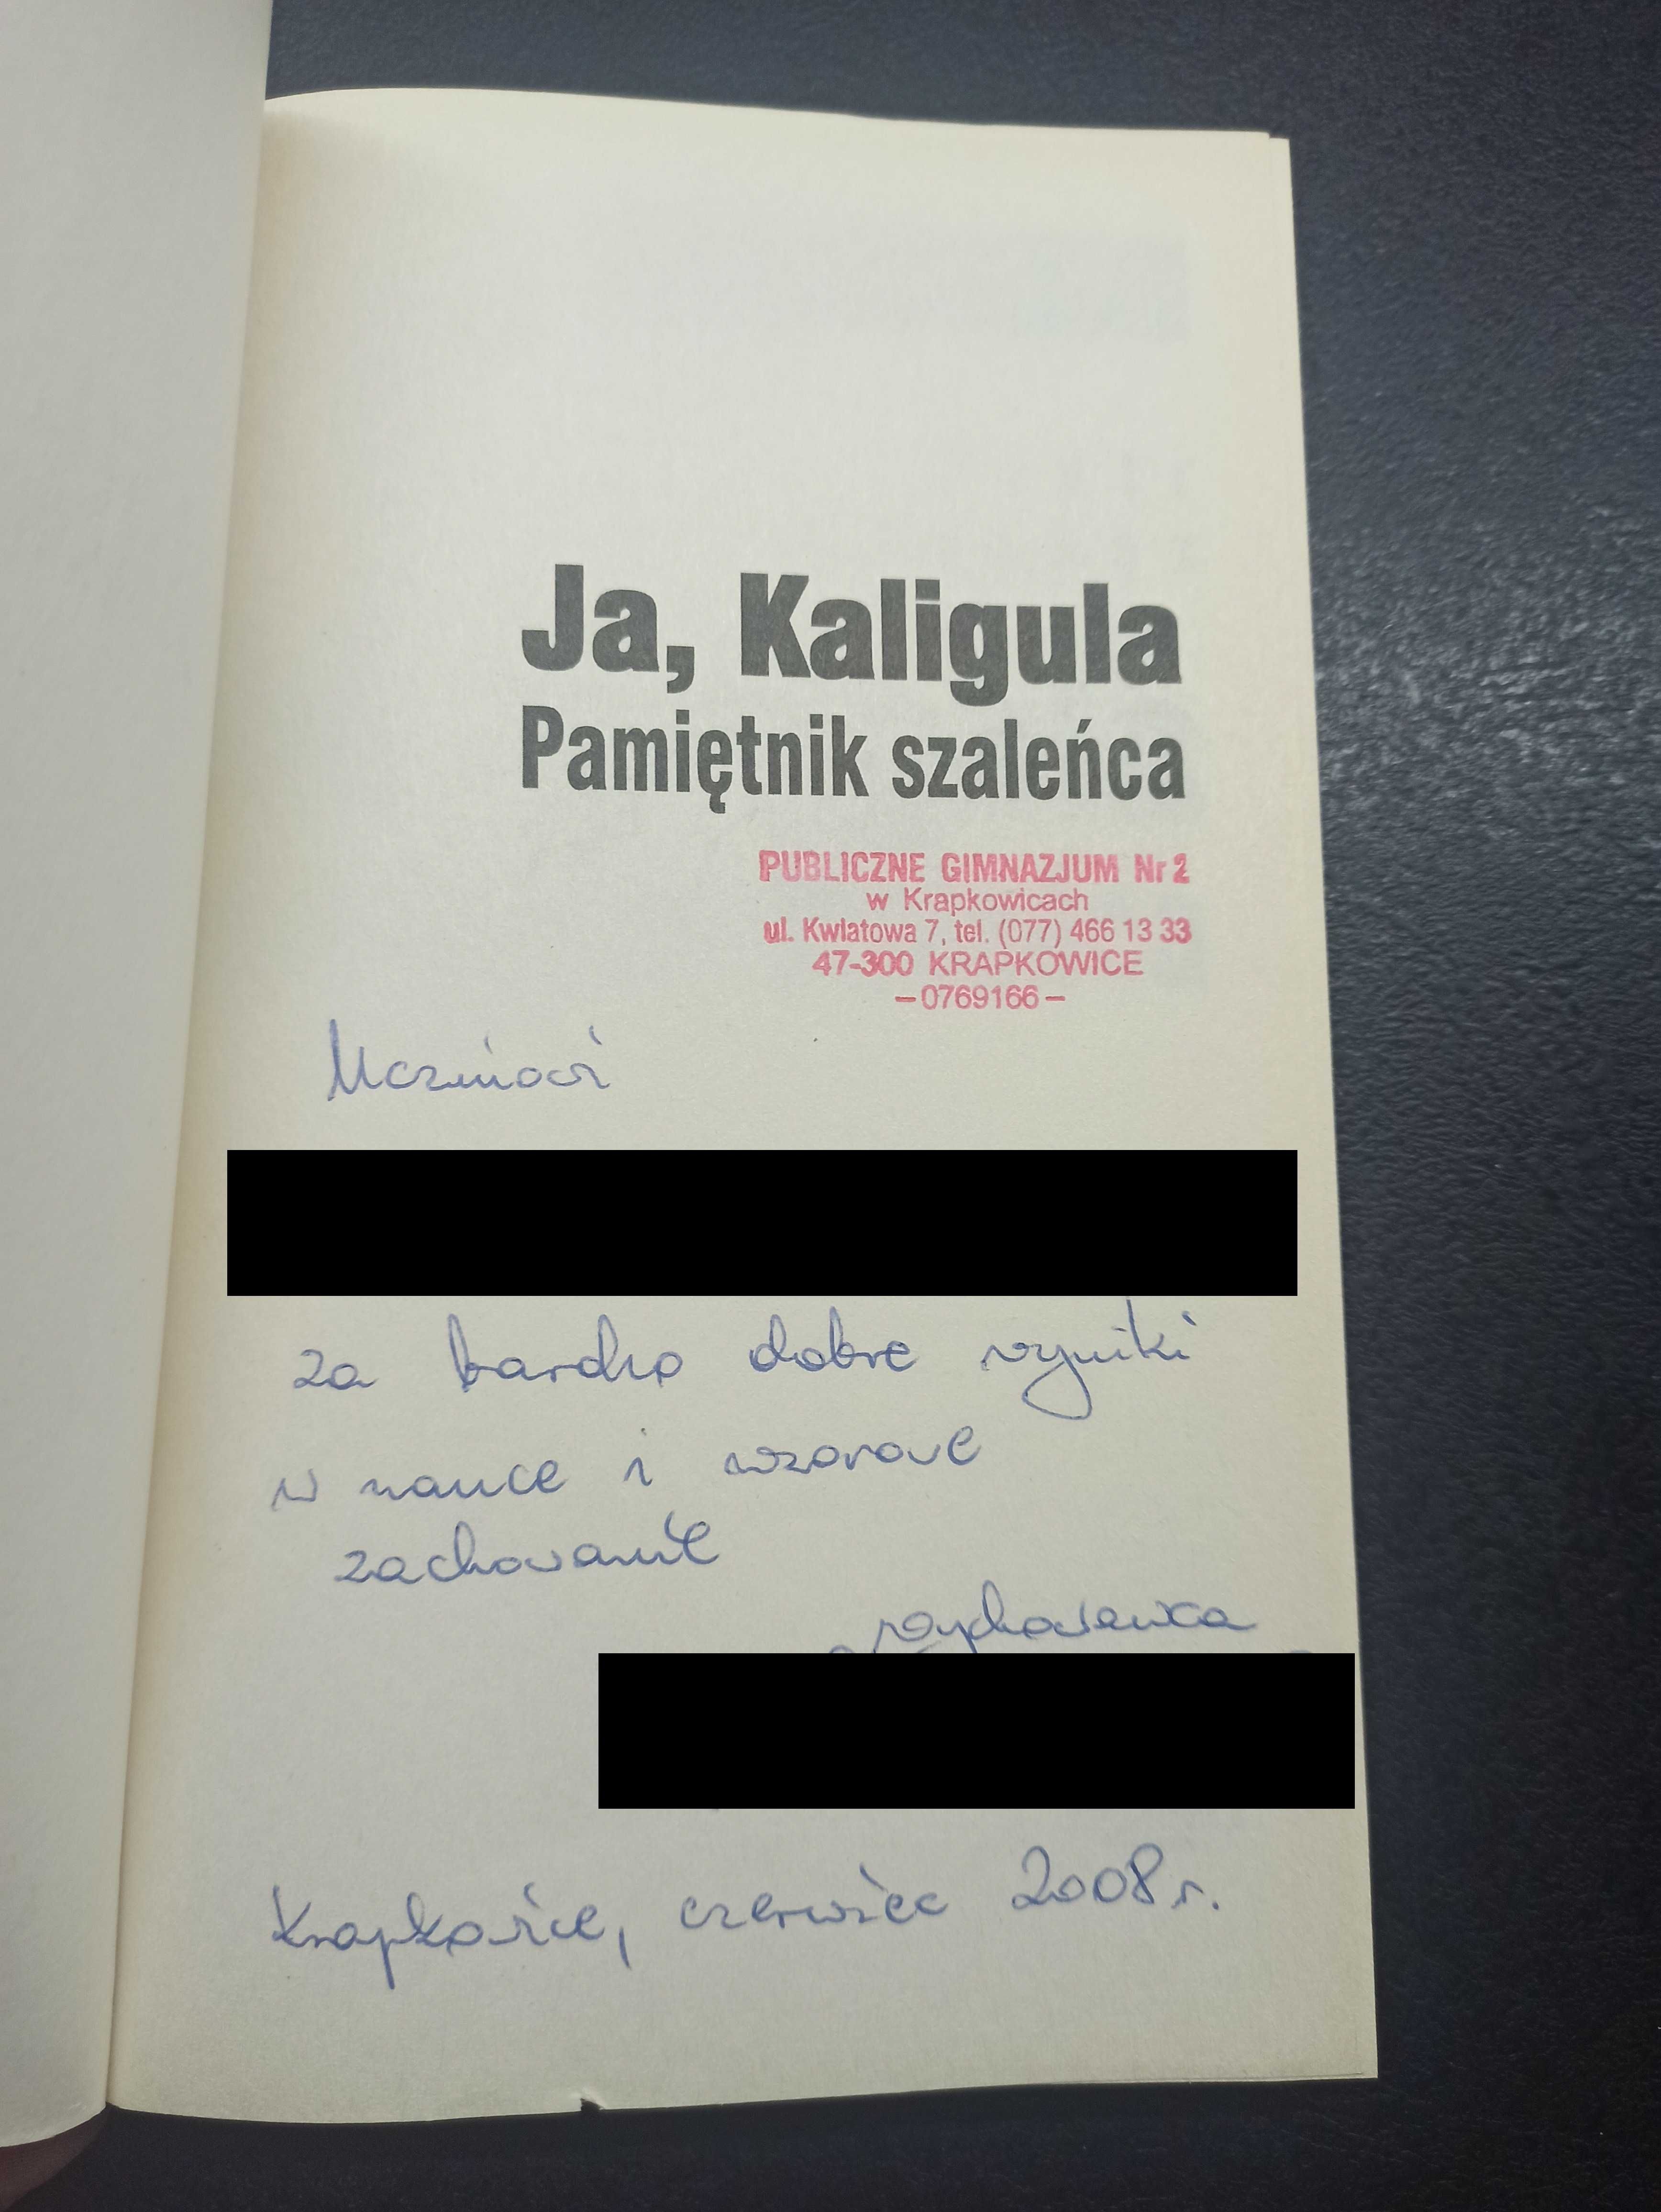 Ja, Kaligula
Pamiętnik szaleńca
PUBLICZNE GIMNAZJUM Nr 2
w Krapkowicach
ul. Kwiatowa 7, tel. (077) 466 13 33
47-300 KRAPKOWICE
– 0769166 –
za bardzo dobre wyniki
w nauce i wzorowe
zachowanie
wychowawca
Krapkowice, czerwiec 2008 r.